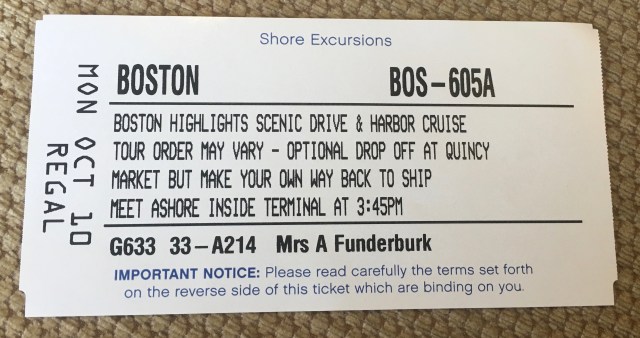 Shore Excursions
MON OCT 10
REGAL
BOSTON BOS-605A
BOSTON HIGHLIGHTS SCENIC DRIVE & HARBOR CRUISE
TOUR ORDER MAY VARY - OPTIONAL DROP OFF AT QUINCY
MARKET BUT MAKE YOUR OWN WAY BACK TO SHIP
MEET ASHORE INSIDE TERMINAL AT 3:45PM
G633 33-A214 Mrs A Funderburk
IMPORTANT NOTICE: Please read carefully the terms set forth
on the reverse side of this ticket which are binding on you.